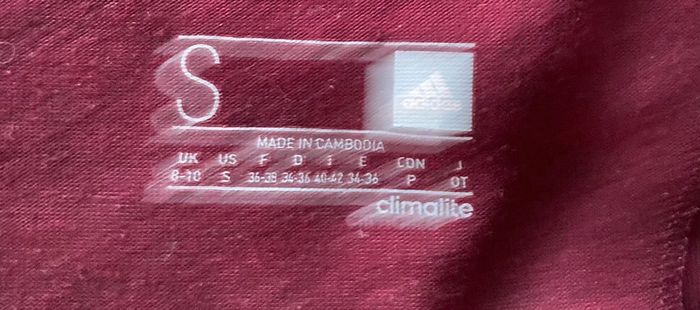 S
adidas
MADE IN CAMBODIA
UK US F D I E CDN J
8-10 S 36-38 34-36 40-42 34-36 P OT
climalite